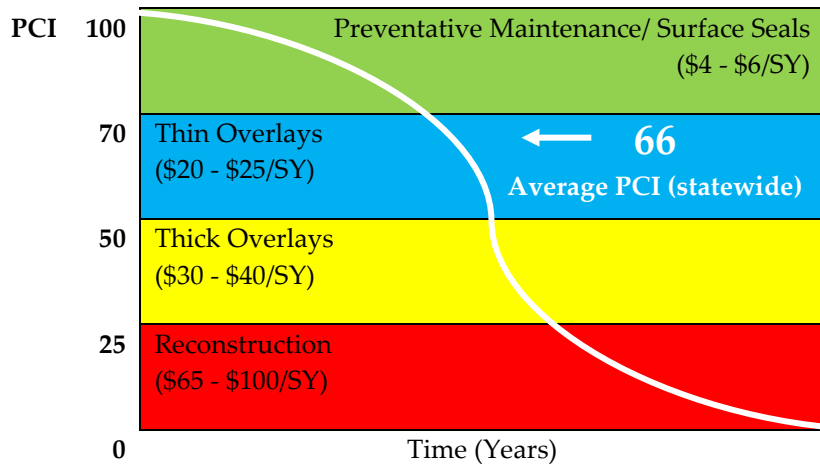 PCI
100
Preventative Maintenance/ Surface Seals
($4 - $6/SY)
70
Thin Overlays
($20 - $25/SY)
66
Average PCI (statewide)
50
Thick Overlays
($30 - $40/SY)
25
Reconstruction
($65 - $100/SY)
0
Time (Years)